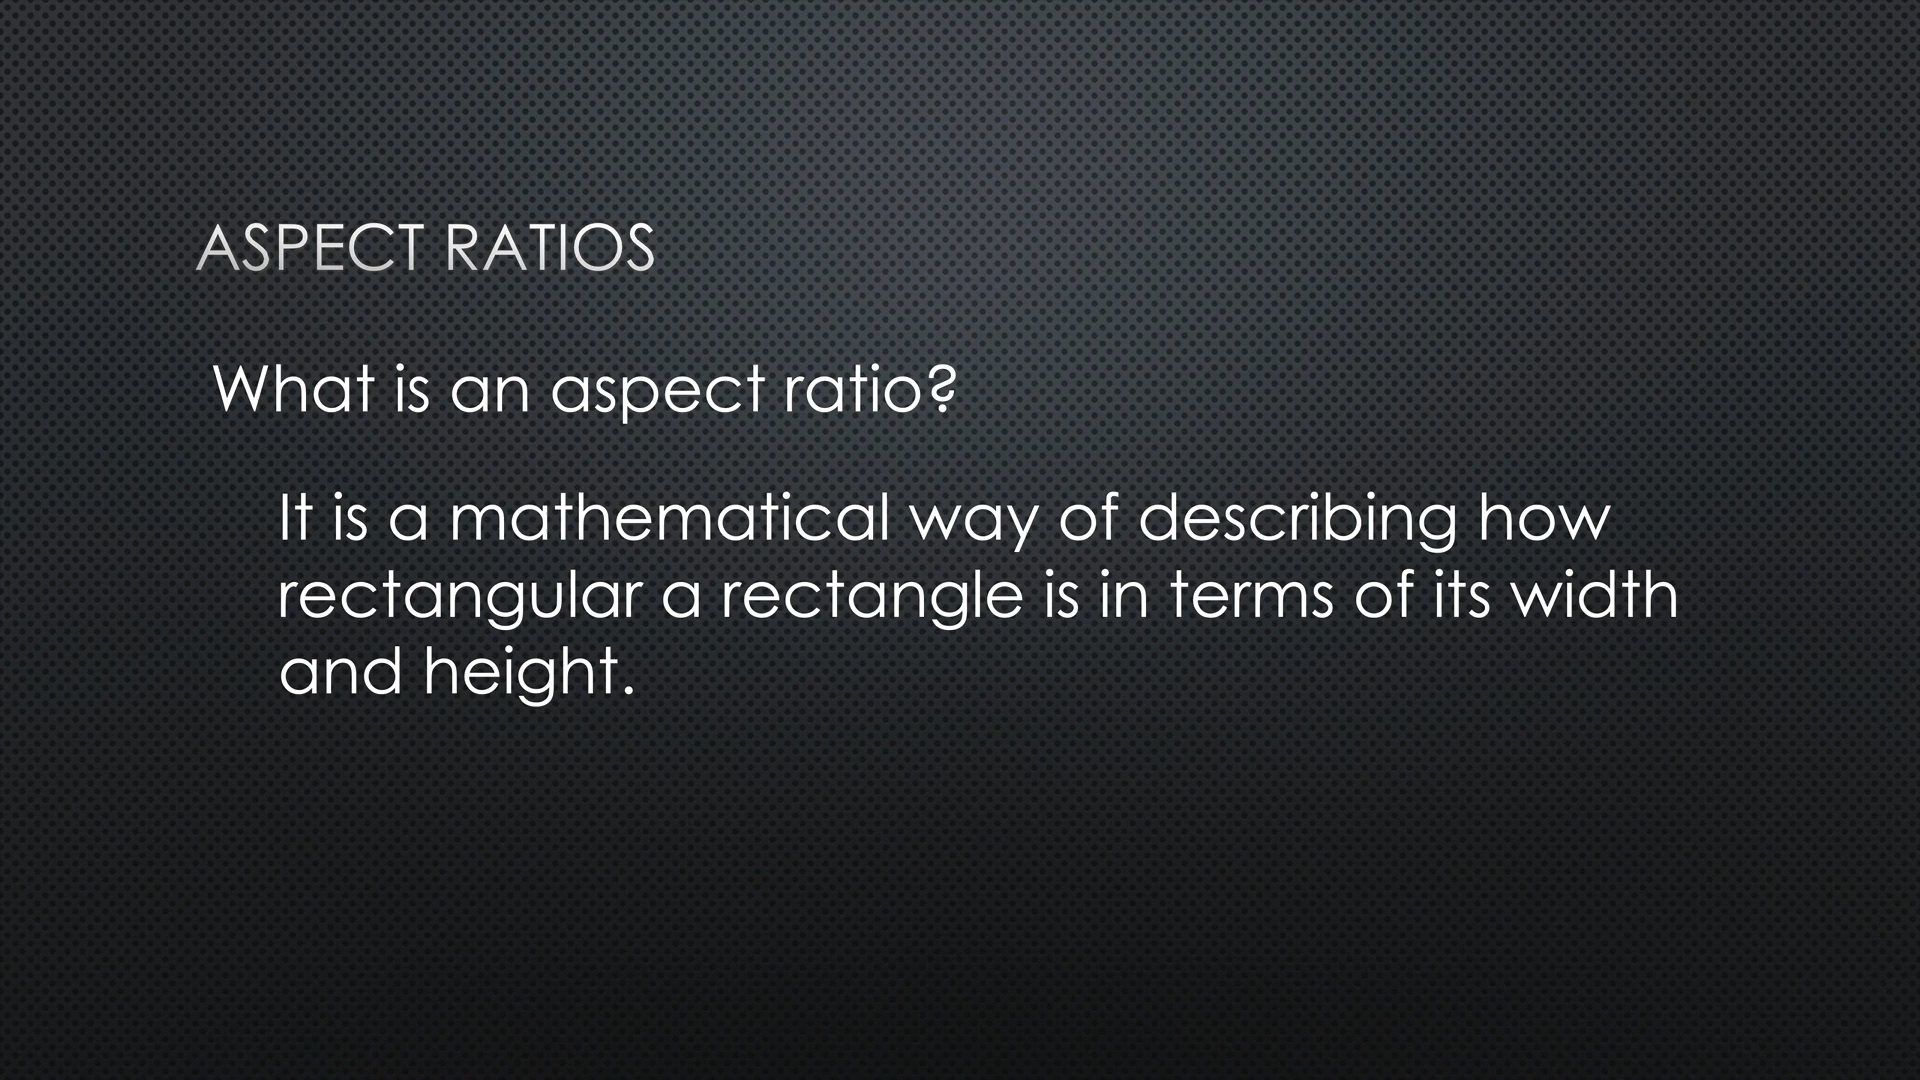 ASPECT RATIOS
What is an aspect ratio?
It is a mathematical way of describing how
rectangular a rectangle is in terms of its width
and height.